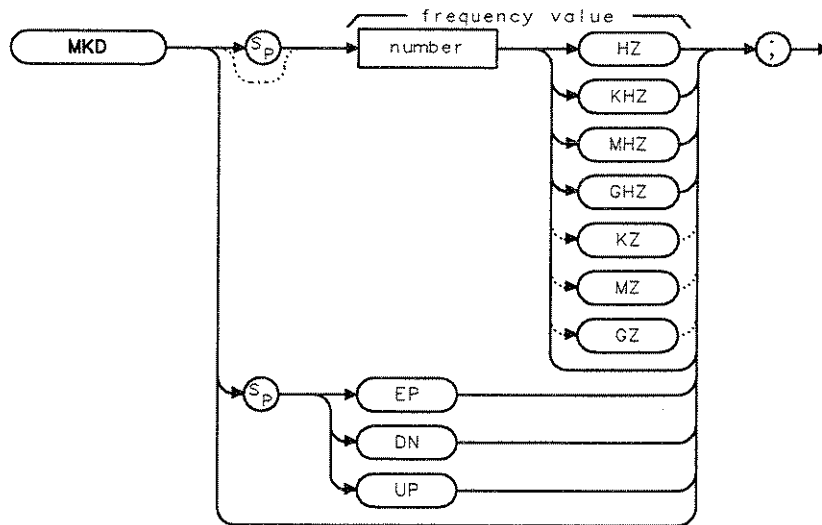 frequency value
MKD
SP
number
HZ
;
KHZ
MHZ
GHZ
KZ
MZ
GZ
SP
EP
DN
UP